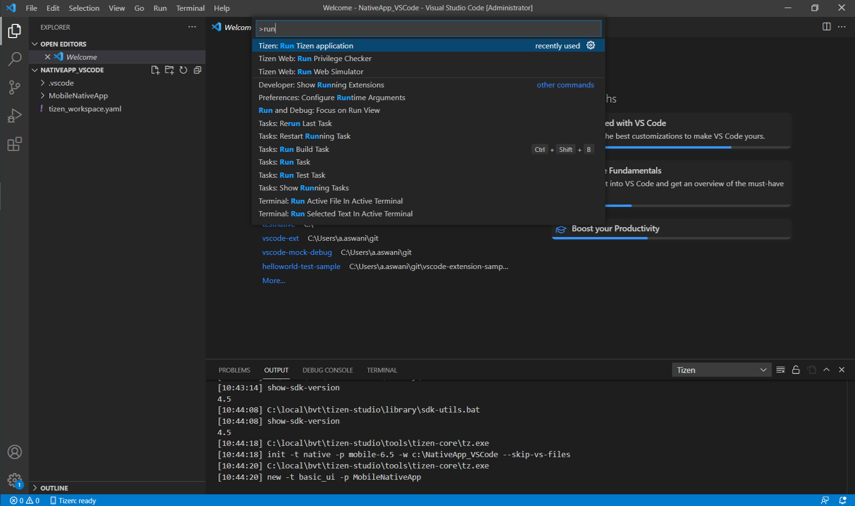 File Edit Selection View Go Run Terminal Help
Welcome - NativeApp_VSCode - Visual Studio Code [Administrator]
EXPLORER
OPEN EDITORS
Welcome
NATIVEAPP_VSCODE
.vscode
MobileNativeApp
! tizen_workspace.yaml
OUTLINE
Welcom
>run
Tizen: Run Tizen application recently used
Tizen Web: Run Privilege Checker
Tizen Web: Run Web Simulator
Developer: Show Running Extensions other commands
Preferences: Configure Runtime Arguments
Run and Debug: Focus on Run View
Tasks: Rerun Last Task
Tasks: Restart Running Task
Tasks: Run Build Task Ctrl + Shift + B
Tasks: Run Task
Tasks: Run Test Task
Tasks: Show Running Tasks
Terminal: Run Active File In Active Terminal
Terminal: Run Selected Text In Active Terminal
vscode-ext C:\Users\a.aswani\git
vscode-mock-debug C:\Users\a.aswani\git
helloworld-test-sample C:\Users\a.aswani\git\vscode-extension-samp...
More...
hs
ed with VS Code
he best customizations to make VS Code yours.
Fundamentals
t into VS Code and get an overview of the must-have
Boost your Productivity
PROBLEMS OUTPUT DEBUG CONSOLE TERMINAL
Tizen
[10:43:14] show-sdk-version
4.5
[10:44:08] C:\local\bvt\tizen-studio\library\sdk-utils.bat
[10:44:08] show-sdk-version
4.5
[10:44:18] C:\local\bvt\tizen-studio\tools\tizen-core\tz.exe
[10:44:18] init -t native -p mobile-6.5 -w c:\NativeApp_VSCode --skip-vs-files
[10:44:20] C:\local\bvt\tizen-studio\tools\tizen-core\tz.exe
[10:44:20] new -t basic_ui -p MobileNativeApp
1
0 0 Tizen: ready